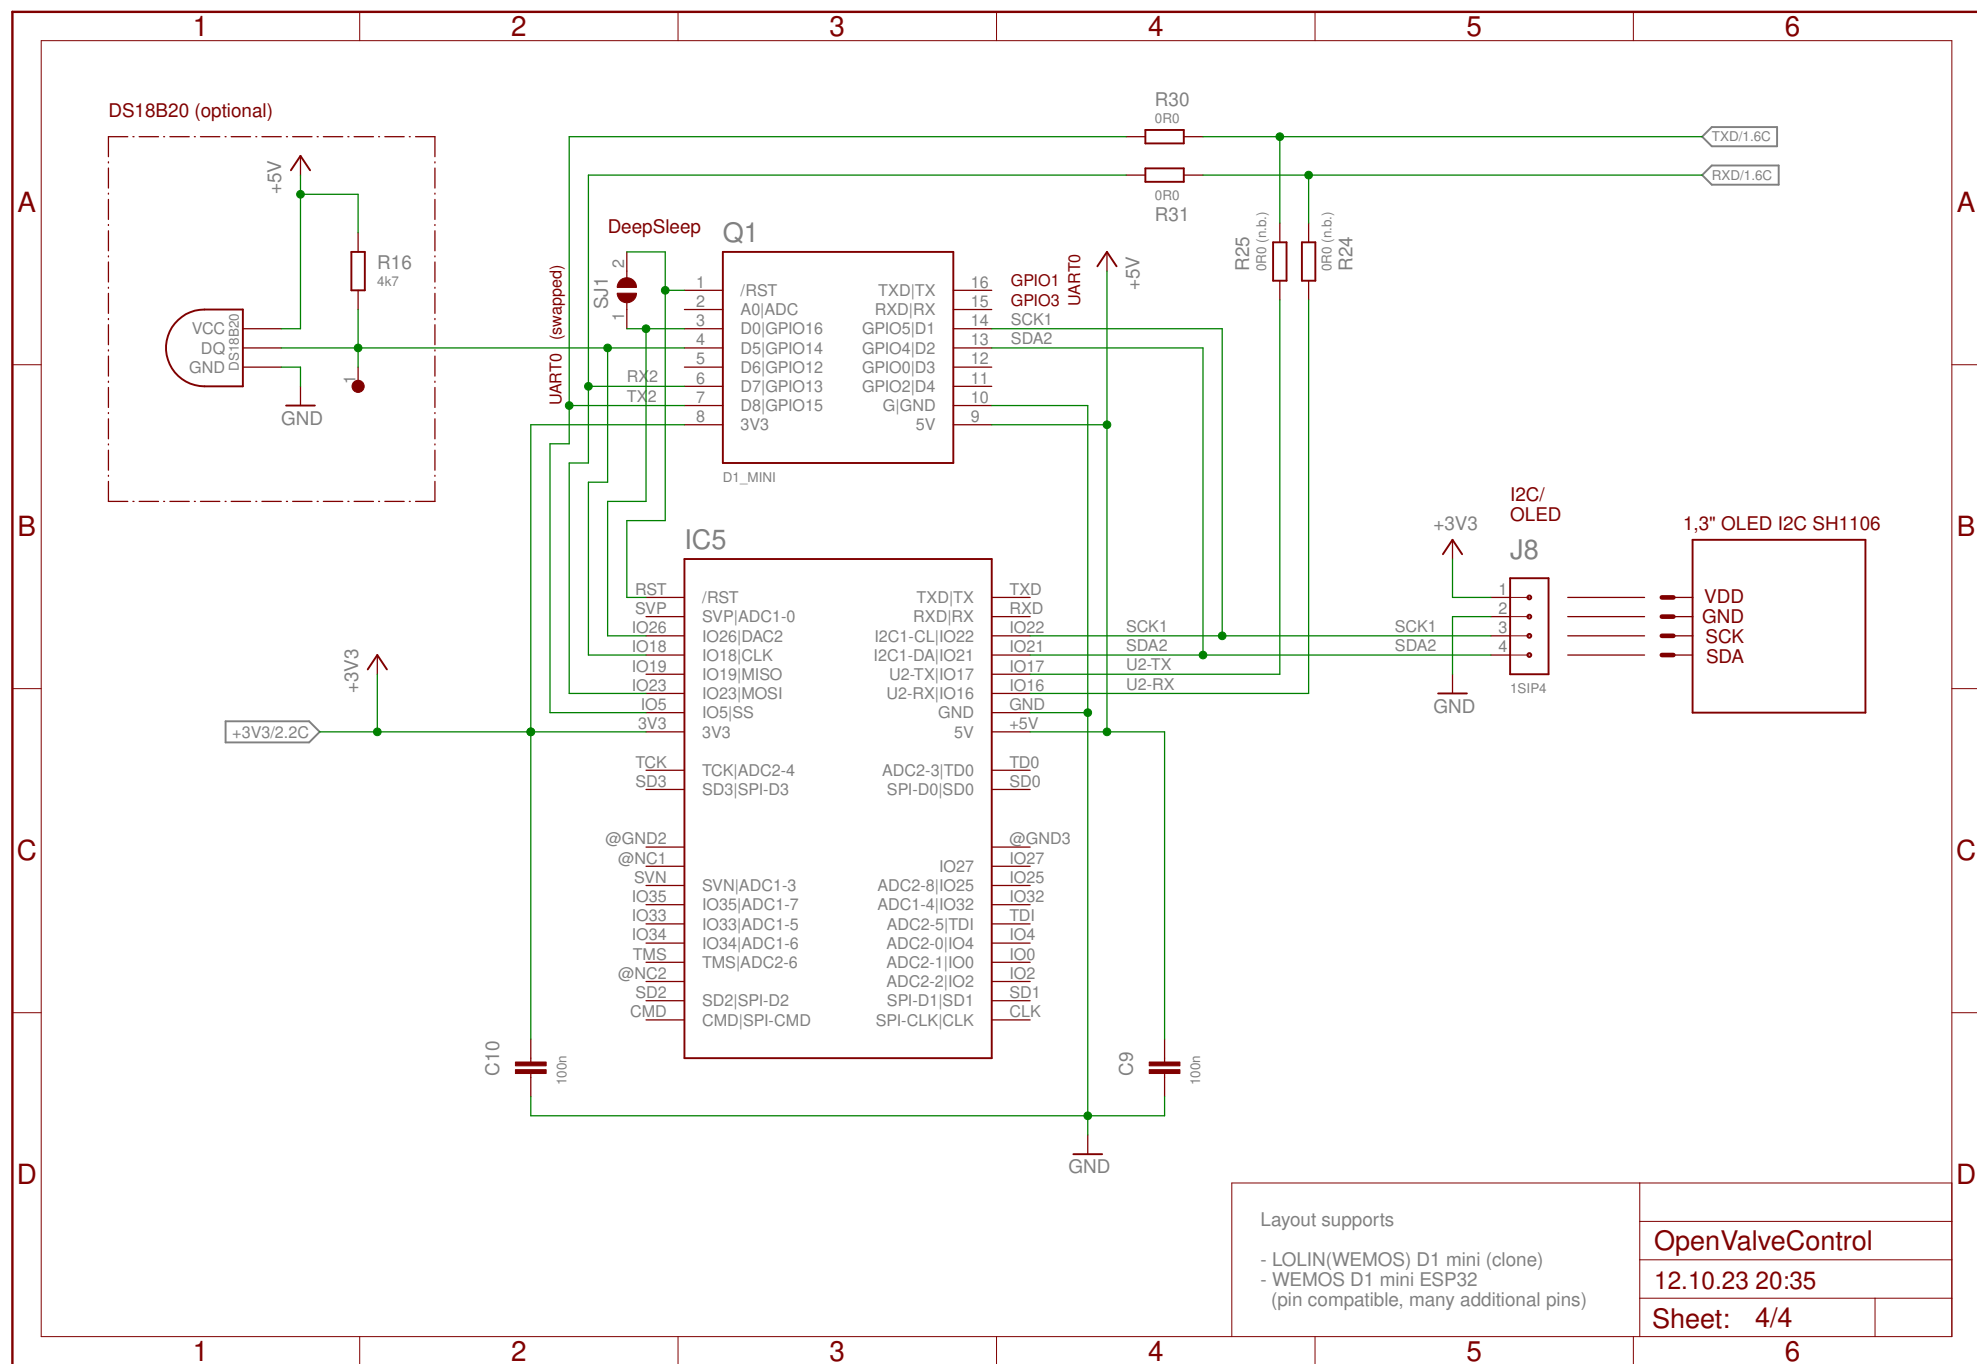 1 2 3 4 5 6
A A
B B
C C
D D
1 2 3 4 5 6
DS18B20 (optional)
+5V
R16
4k7
VCC
DQ
GND
DS18B20
1
GND
R30
0R0
0R0
R31
TXD/1.6C
RXD/1.6C
R25
0R0 (n.b.)
0R0 (n.b.)
R24
DeepSleep
SJ1
2
1
UART0 (swapped)
RX2
TX2
Q1
1 /RST
2 A0|ADC
3 D0|GPIO16
4 D5|GPIO14
5 D6|GPIO12
6 D7|GPIO13
7 D8|GPIO15
8 3V3
TXD|TX 16
RXD|RX 15
GPIO5|D1 14
GPIO4|D2 13
GPIO0|D3 12
GPIO2|D4 11
G|GND 10
5V 9
D1_MINI
GPIO1
GPIO3
UART0
SCK1
SDA2
+5V
IC5
RST /RST
SVP SVP|ADC1-0
IO26 IO26|DAC2
IO18 IO18|CLK
IO19 IO19|MISO
IO23 IO23|MOSI
IO5 IO5|SS
3V3 3V3
TCK TCK|ADC2-4
SD3 SD3|SPI-D3
@GND2
@NC1
SVN SVN|ADC1-3
IO35 IO35|ADC1-7
IO33 IO33|ADC1-5
IO34 IO34|ADC1-6
TMS TMS|ADC2-6
@NC2
SD2 SD2|SPI-D2
CMD CMD|SPI-CMD
TXD|TX TXD
RXD|RX RXD
I2C1-CL|IO22 IO22
I2C1-DA|IO21 IO21
U2-TX|IO17 IO17
U2-RX|IO16 IO16
GND GND
5V +5V
ADC2-3|TD0 TD0
SPI-D0|SD0 SD0
@GND3
IO27 IO27
ADC2-8|IO25 IO25
ADC1-4|IO32 IO32
ADC2-5|TDI TDI
ADC2-0|IO4 IO4
ADC2-1|IO0 IO0
ADC2-2|IO2 IO2
SPI-D1|SD1 SD1
SPI-CLK|CLK CLK
SCK1
SDA2
U2-TX
U2-RX
SCK1
SDA2
+3V3
+3V3/2.2C
C10
100n
C9
100n
GND
+3V3
I2C/
OLED
J8
1
2
3
4
1SIP4
GND
1,3" OLED I2C SH1106
VDD
GND
SCK
SDA
Layout supports
- LOLIN(WEMOS) D1 mini (clone)
- WEMOS D1 mini ESP32
(pin compatible, many additional pins)
OpenValveControl
12.10.23 20:35
Sheet: 4/4